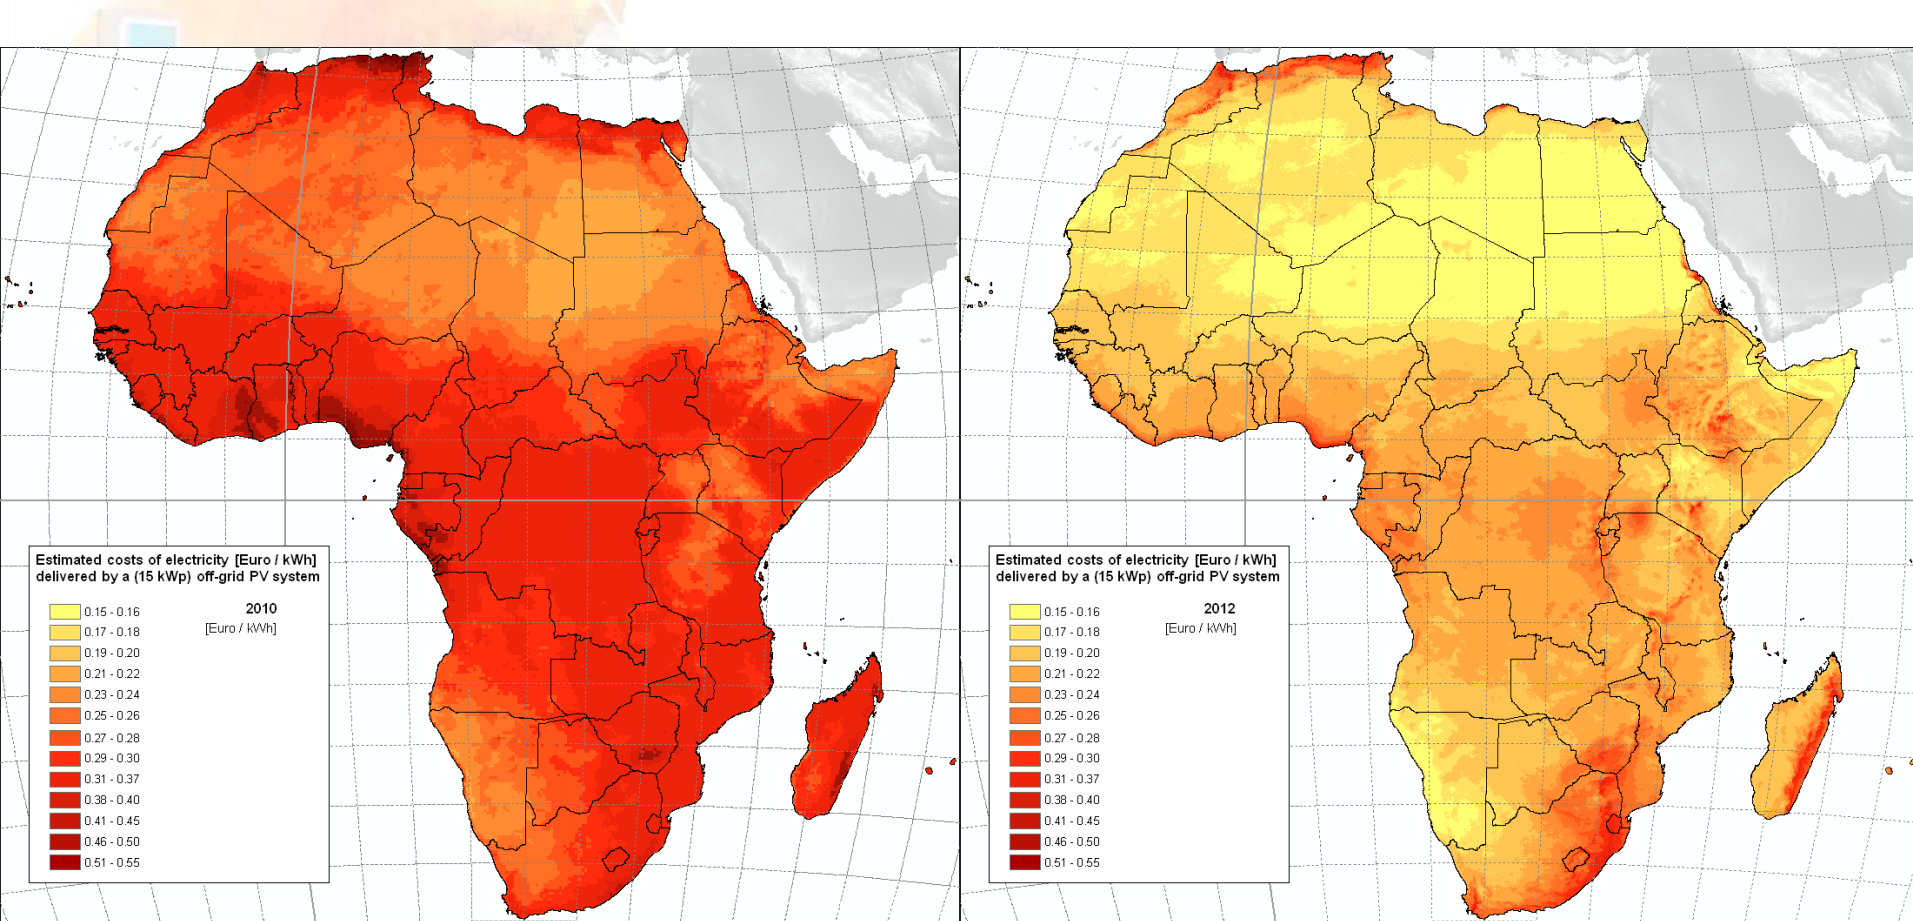 Estimated costs of electricity [Euro / kWh]
delivered by a (15 kWp) off-grid PV system
2010
[Euro / kWh]
0.15 - 0.16
0.17 - 0.18
0.19 - 0.20
0.21 - 0.22
0.23 - 0.24
0.25 - 0.26
0.27 - 0.28
0.29 - 0.30
0.31 - 0.37
0.38 - 0.40
0.41 - 0.45
0.46 - 0.50
0.51 - 0.55
Estimated costs of electricity [Euro / kWh]
delivered by a (15 kWp) off-grid PV system
2012
[Euro / kWh]
0.15 - 0.16
0.17 - 0.18
0.19 - 0.20
0.21 - 0.22
0.23 - 0.24
0.25 - 0.26
0.27 - 0.28
0.29 - 0.30
0.31 - 0.37
0.38 - 0.40
0.41 - 0.45
0.46 - 0.50
0.51 - 0.55